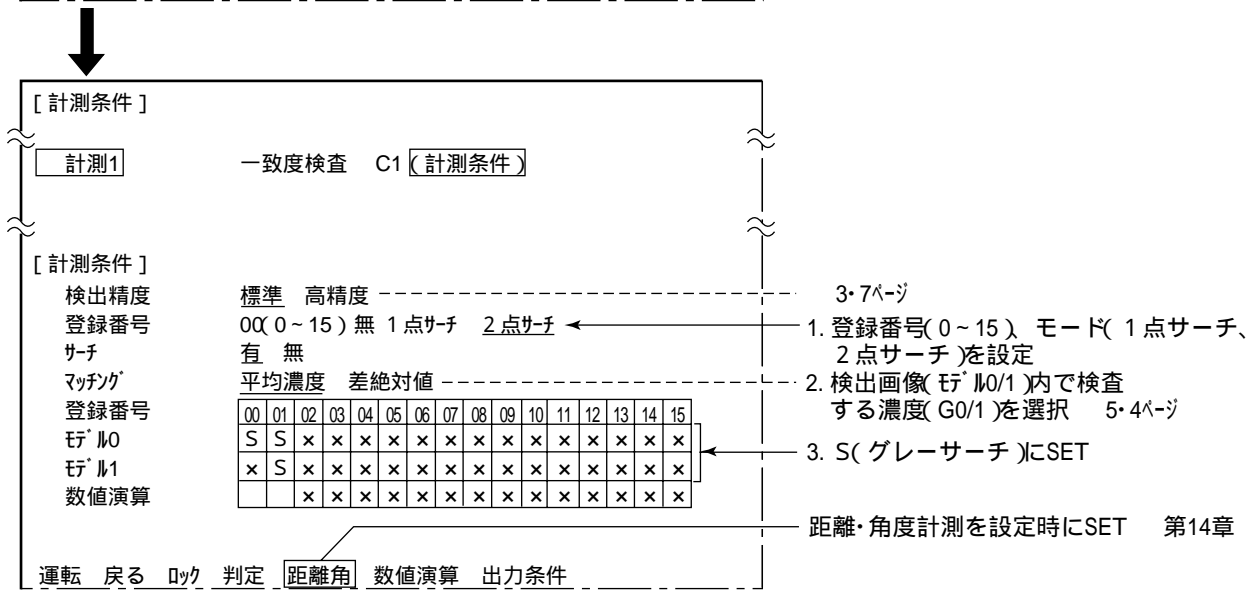 [ 計測条件 ]
計測1 一致度検査 C1 ( 計測条件 )
[ 計測条件 ]
検出精度 標準 高精度 3・7ﾍﾟｰｼﾞ
登録番号 00( 0 ~ 15 ) 無 1 点ｻｰﾁ 2 点ｻｰﾁ 1. 登録番号( 0 ~ 15 )、モード( 1 点サーチ、
2 点サーチ )を設定
ｻｰﾁ 有 無
ﾏｯﾁﾝｸﾞ 平均濃度 差絶対値 2. 検出画像( ﾓﾃﾞﾙ0/1 )内で検査
する濃度( G0/1 )を選択 5・4ﾍﾟｰｼﾞ
登録番号 00 01 02 03 04 05 06 07 08 09 10 11 12 13 14 15
ﾓﾃﾞﾙ0 S S × × × × × × × × × × × × × ×
3. S( グレーサーチ )にSET
ﾓﾃﾞﾙ1 × S × × × × × × × × × × × × × ×
数値演算 × × × × × × × × × × × × × ×
距離・角度計測を設定時にSET 第14章
運転 戻る ﾛｯｸ 判定 距離角 数値演算 出力条件